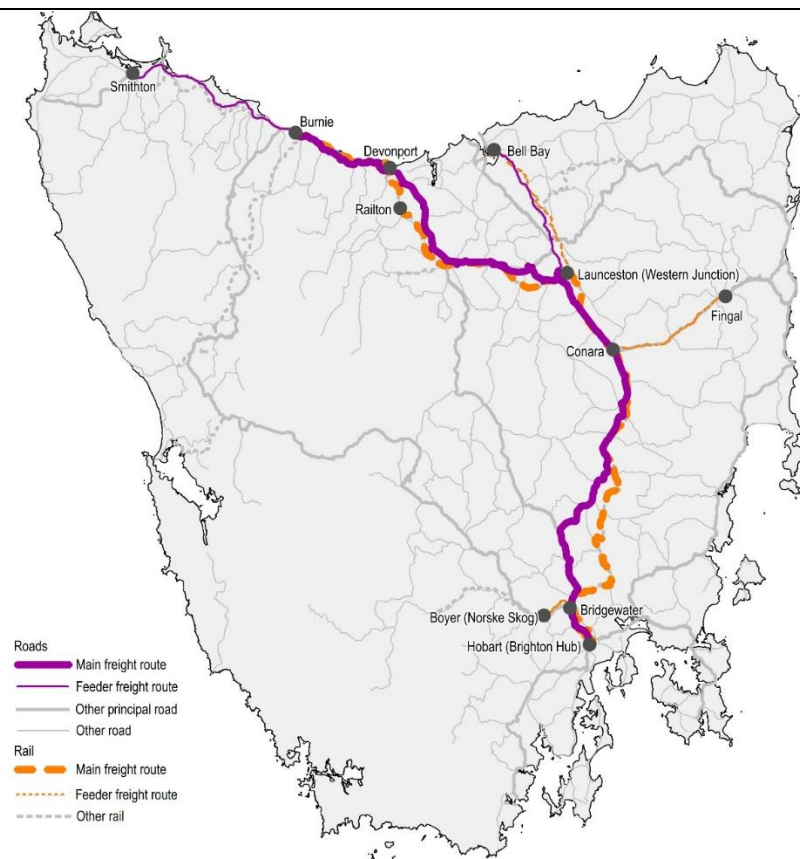 Smithton
Burnie
Devonport
Bell Bay
Railton
Launceston (Western Junction)
Fingal
Conara
Bridgewater
Boyer (Norske Skog)
Hobart (Brighton Hub)
Roads
Main freight route
Feeder freight route
Other principal road
Other road
Rail
Main freight route
Feeder freight route
Other rail